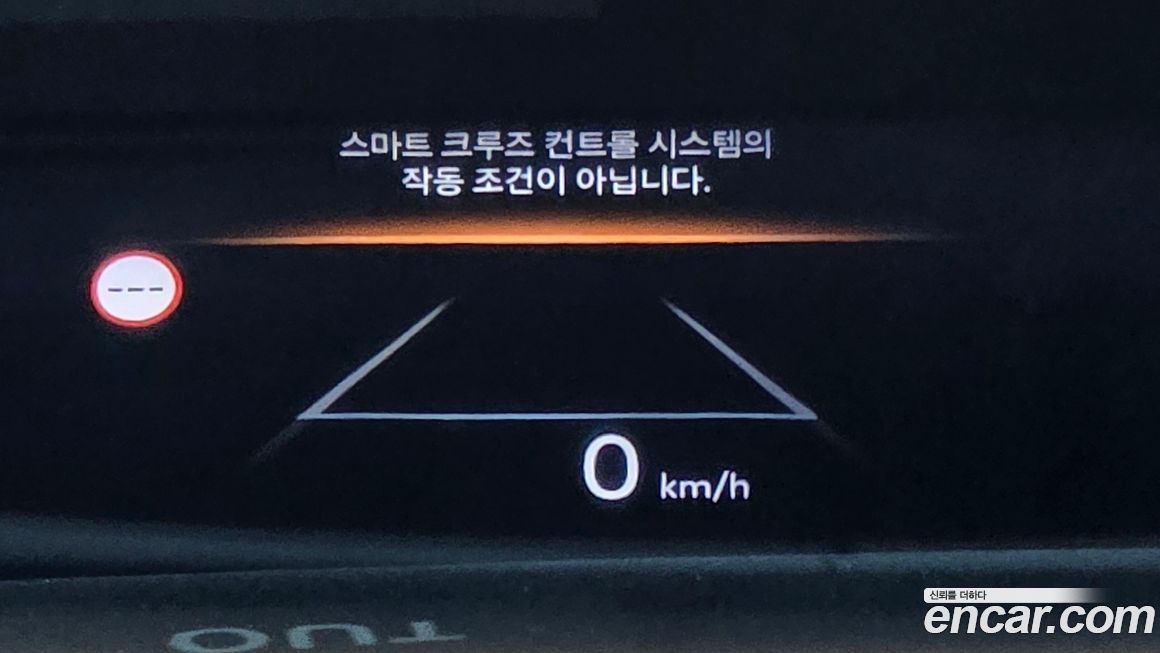 스마트 크루즈 컨트롤 시스템의
작동 조건이 아닙니다.
---
0 km/h
신뢰를 더하다
encar.com